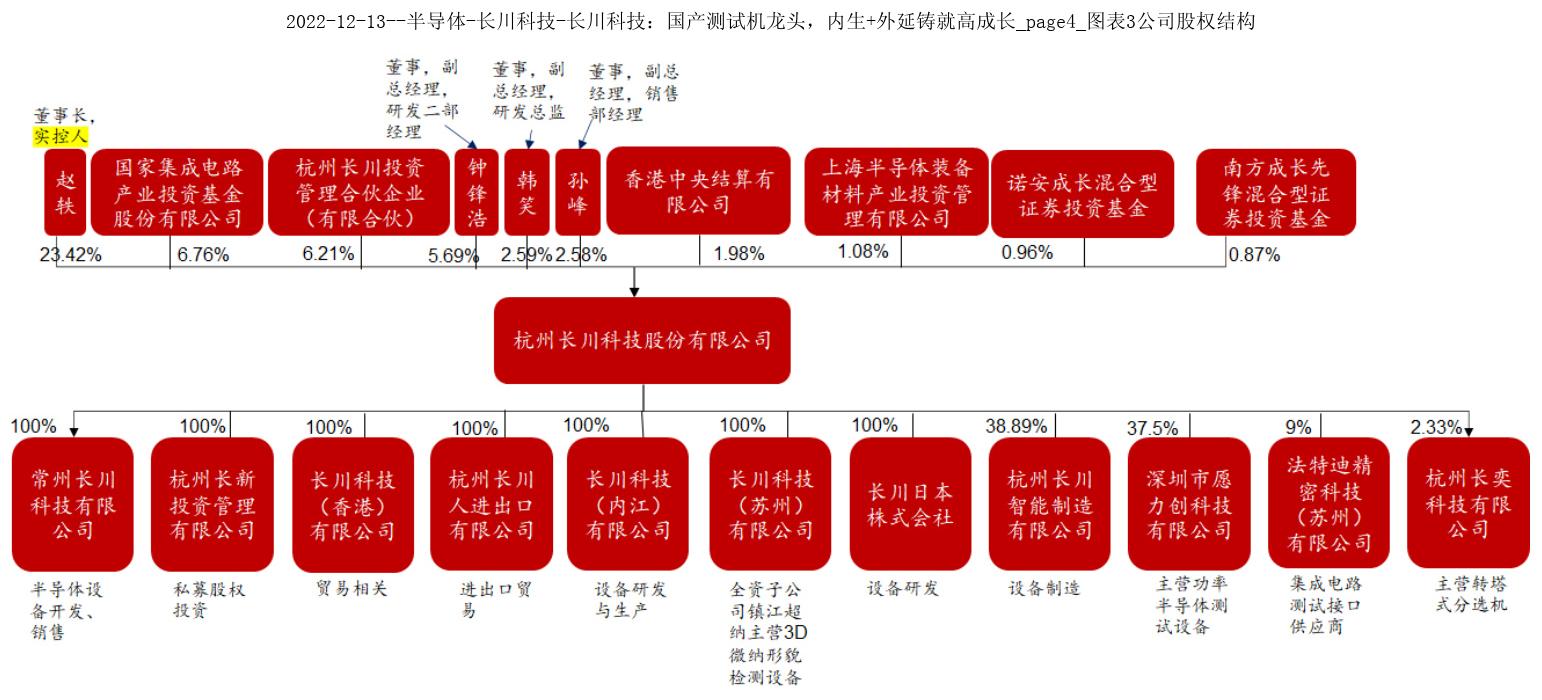 2022-12-13--半导体-长川科技-长川科技：国产测试机龙头，内生+外延铸就高成长_page4_图表3公司股权结构
董事长，
实控人
董事，副
总经理，
研发二部
经理
董事，副
总经理，
研发总监
董事，副总
经理，销售
部经理
赵
轶
国家集成电路
产业投资基金
股份有限公司
杭州长川投资
管理合伙企业
（有限合伙）
钟
锋
浩
韩
笑
孙
峰
香港中央结算有
限公司
上海半导体装备
材料产业投资管
理有限公司
诺安成长混合型
证券投资基金
南方成长先
锋混合型证
券投资基金
23.42%
6.76%
6.21%
5.69%
2.59%
2.58%
1.98%
1.08%
0.96%
0.87%
杭州长川科技股份有限公司
100%
100%
100%
100%
100%
100%
100%
38.89%
37.5%
9%
2.33%
常州长川
科技有限
公司
杭州长新
投资管理
有限公司
长川科技
（香港）
有限公司
杭州长川
人进出口
有限公司
长川科技
（内江）
有限公司
长川科技
（苏州）
有限公司
长川日本
株式会社
杭州长川
智能制造
有限公司
深圳市愿
力创科技
有限公司
法特迪精
密科技
（苏州）
有限公司
杭州长奕
科技有限
公司
半导体设
备开发、
销售
私募股权
投资
贸易相关
进出口贸
易
设备研发
与生产
全资子公
司镇江超
纳主营3D
微纳形貌
检测设备
设备研发
设备制造
主营功率
半导体测
试设备
集成电路
测试接口
供应商
主营转塔
式分选机